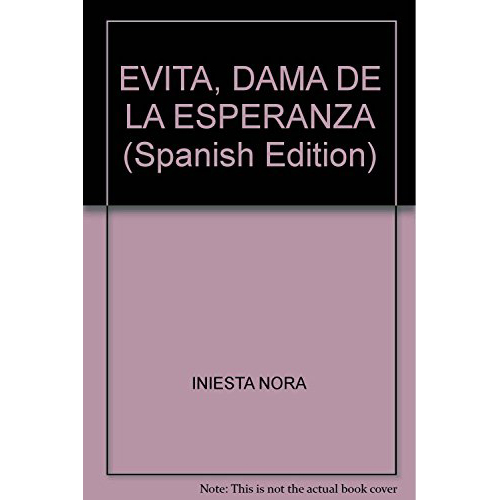 EVITA, DAMA DE
LA ESPERANZA
(Spanish Edition)
INIESTA NORA
Note: This is not the actual book cover